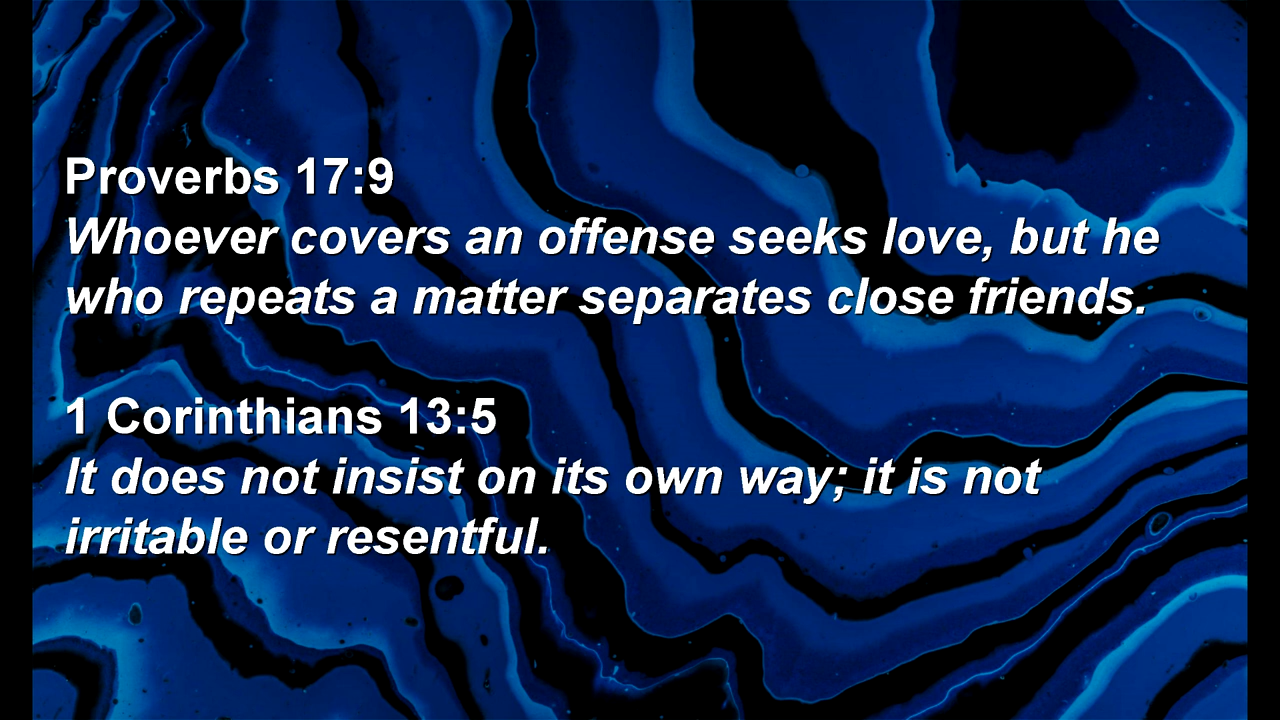 Proverbs 17:9
Whoever covers an offense seeks love, but he
who repeats a matter separates close friends.
1 Corinthians 13:5
It does not insist on its own way; it is not
irritable or resentful.